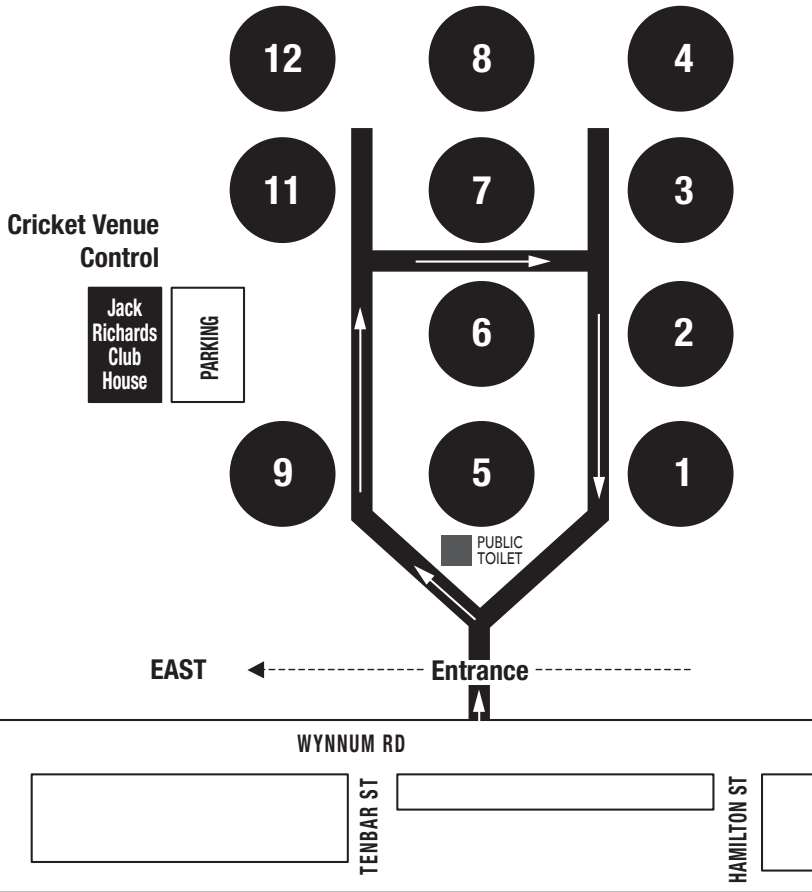 12
8
4
11
7
3
Cricket Venue
Control
Jack
Richards
Club
House
PARKING
6
2
9
5
1
PUBLIC
TOILET
EAST
Entrance
WYNNUM RD
TENBAR ST
HAMILTON ST